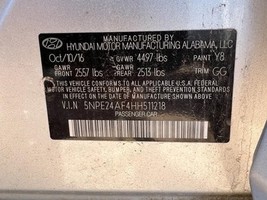 MANUFACTURED BY
HYUNDAI MOTOR MANUFACTURING ALABAMA, LLC
Oct/10/16 GVWR 4497 lbs PAINT Y8
GAWR FRONT 2557 lbs GAWR REAR 2513 lbs TRIM GG
THIS VEHICLE CONFORMS TO ALL APPLICABLE U.S.
FEDERAL MOTOR VEHICLE SAFETY, BUMPER, AND
THEFT PREVENTION STANDARDS IN EFFECT ON THE
DATE OF MANUFACTURE SHOWN ABOVE.
V.I.N 5NPE24AF4HH511218
PASSENGER CAR